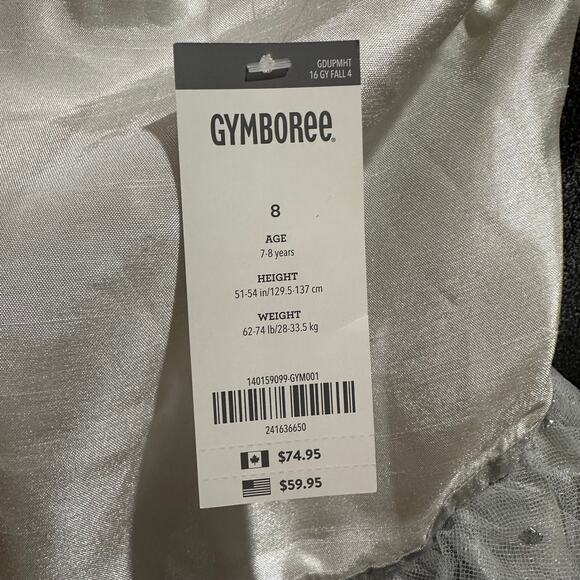 GDUPMHT
16 GY FALL 4
GYMBORee®
8
AGE
7-8 years
HEIGHT
51-54 in/129.5-137 cm
WEIGHT
62-74 lb/28-33.5 kg
140159099-GYM001
241636650
$74.95
$59.95